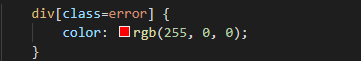 div[class=error] {
color: rgb(255, 0, 0);
}